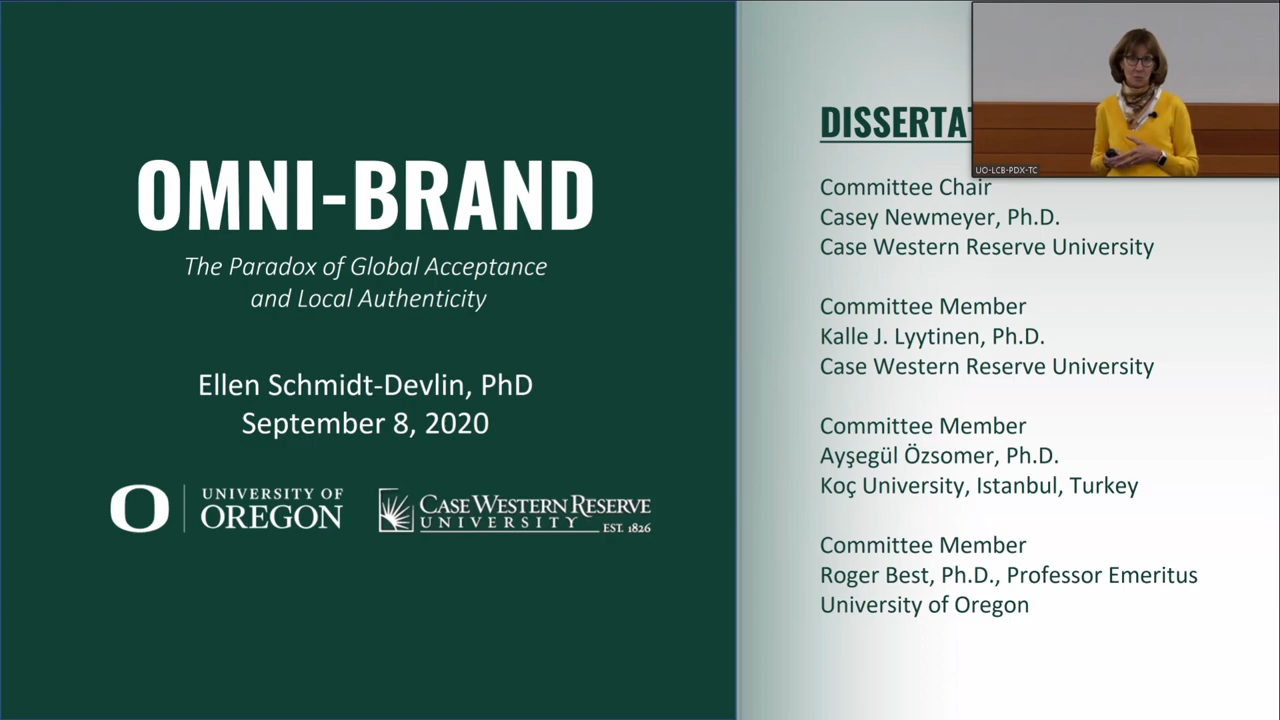 OMNI-BRAND
The Paradox of Global Acceptance
and Local Authenticity
Ellen Schmidt-Devlin, PhD
September 8, 2020
UNIVERSITY OF
OREGON
CASE WESTERN RESERVE
UNIVERSITY
EST. 1826
DISSERTAT
Committee Chair
Casey Newmeyer, Ph.D.
Case Western Reserve University
Committee Member
Kalle J. Lyytinen, Ph.D.
Case Western Reserve University
Committee Member
Ayşegül Özsomer, Ph.D.
Koç University, Istanbul, Turkey
Committee Member
Roger Best, Ph.D., Professor Emeritus
University of Oregon
UO-LCB-PDX-TC